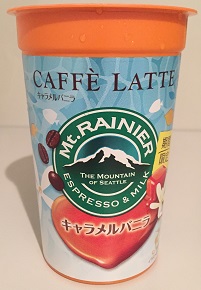 CAFFÈ LATTE
キャラメルバニラ
Mt. RAINIER
THE MOUNTAIN
OF SEATTLE
ESPRESSO & MILK
キャラメルバニラ